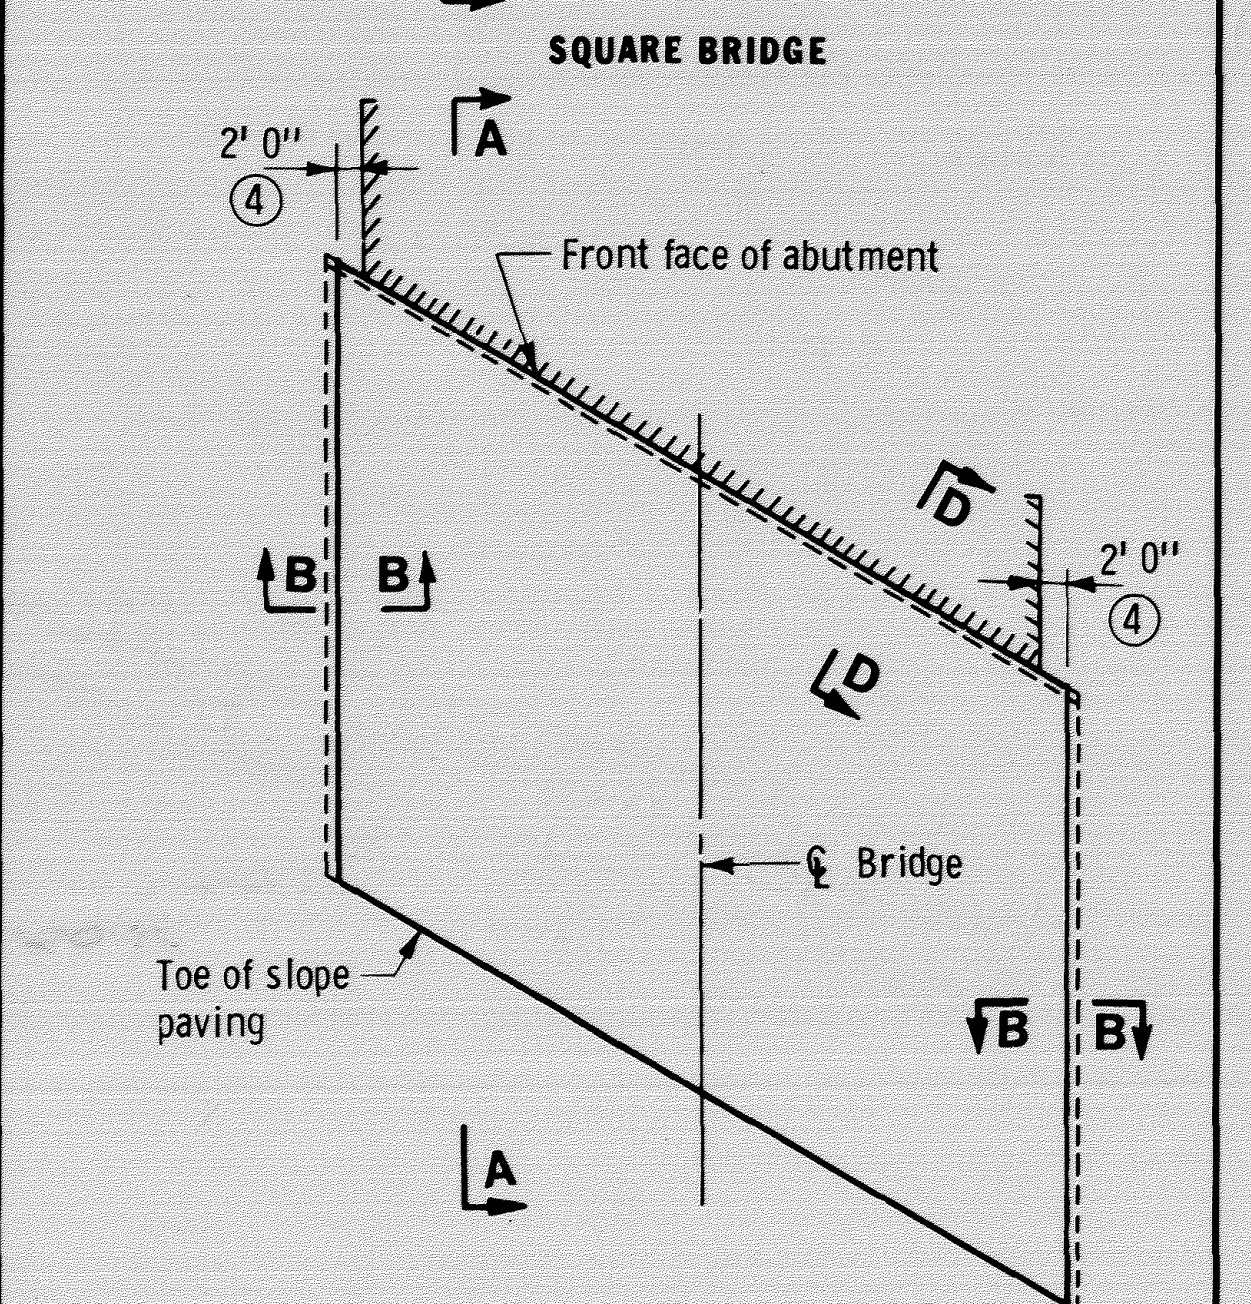 SQUARE BRIDGE
A
2' 0"
4
Front face of abutment
D
B B
2' 0"
4
D
℄ Bridge
Toe of slope
paving
B B
A